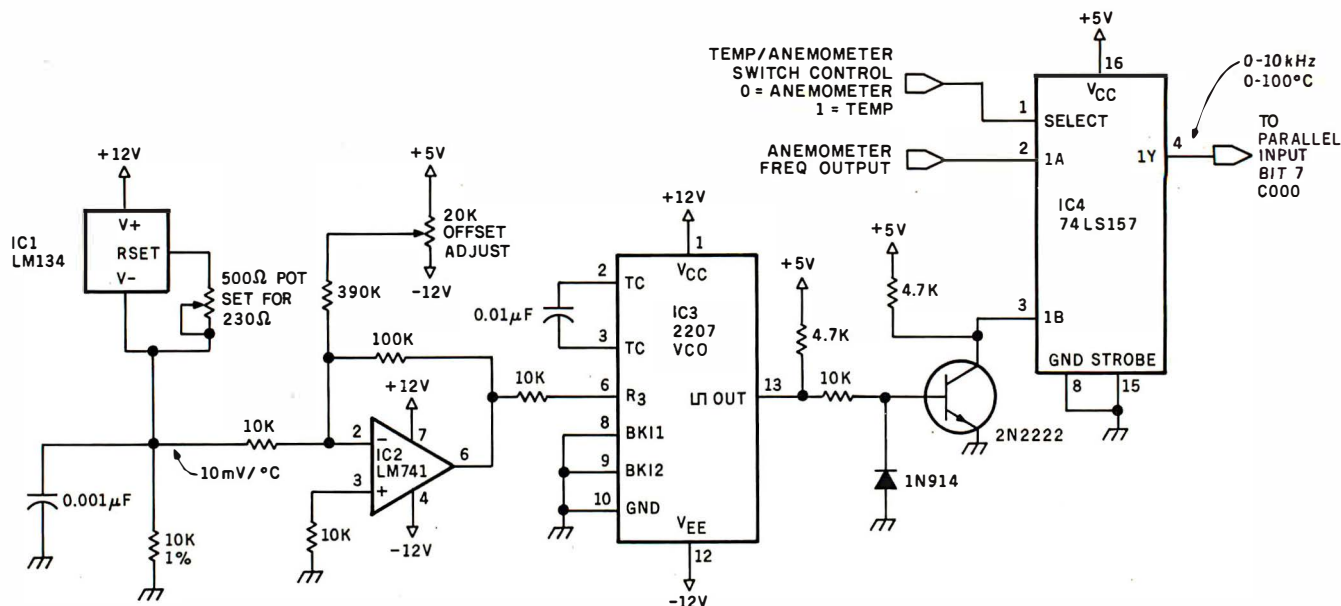 +5V
TEMP/ANEMOMETER
SWITCH CONTROL
0 = ANEMOMETER
1 = TEMP
16
VCC
0-10kHz
0-100°C
1
SELECT
TO
PARALLEL
INPUT
BIT 7
C000
ANEMOMETER
FREQ OUTPUT
2
1A
1Y
4
IC4
74LS157
3
1B
GND STROBE
8
15
+12V
IC1
LM134
V+
RSET
V-
500Ω POT
SET FOR
230Ω
+5V
20K
OFFSET
ADJUST
-12V
390K
100K
10K
10mV/°C
0.001μF
10K
1%
+12V
2
-
7
IC2
LM741
6
3
+
4
10K
-12V
10K
+12V
1
VCC
2
TC
IC3
2207
VCO
0.01μF
3
TC
6
R3
OUT
13
8
BKI1
9
BKI2
10
GND
VEE
12
-12V
+5V
4.7K
10K
+5V
4.7K
2N2222
1N914